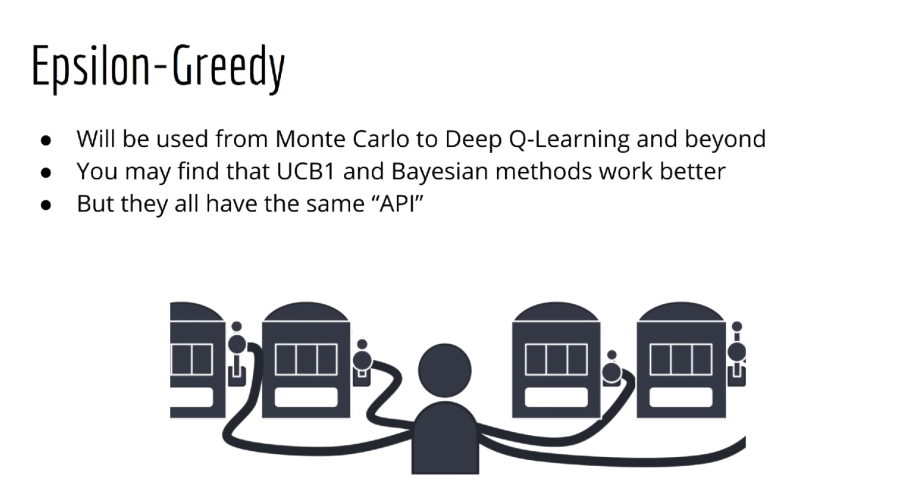 Epsilon-Greedy
● Will be used from Monte Carlo to Deep Q-Learning and beyond
● You may find that UCB1 and Bayesian methods work better
● But they all have the same “API”